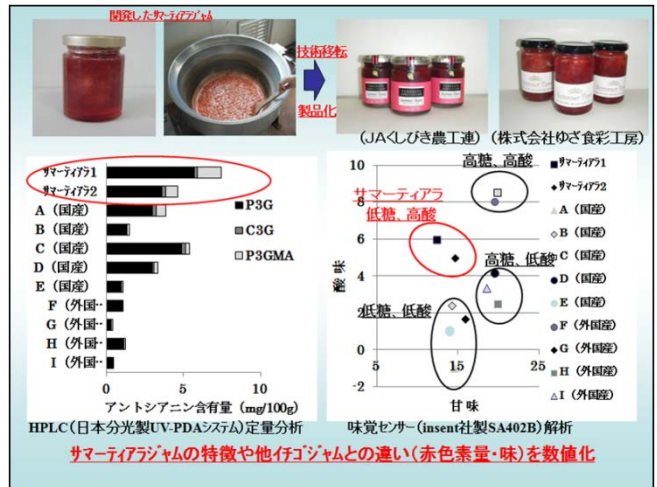 開発したｻﾏｰﾃｨｱﾗｼﾞｬﾑ
技術移転
製品化
(JAくしびき農工連)
(株式会社ゆざ食彩工房)
ｻﾏｰﾃｨｱﾗ1
ｻﾏｰﾃｨｱﾗ2
A (国産)
B (国産)
C (国産)
D (国産)
E (国産)
F (外国…
G (外国…
H (外国…
I (外国…
P3G
C3G
P3GMA
0
5
10
アントシアニン含有量 (mg/100g)
HPLC(日本分光製UV-PDAシステム)定量分析
10
8
6
4
2
0
-2
酸味
5
15
25
甘味
高糖、高酸
サマーティアラ
低糖、高酸
高糖、低酸
低糖、低酸
ｻﾏｰﾃｨｱﾗ1
ｻﾏｰﾃｨｱﾗ2
A (国産)
B (国産)
C (国産)
D (国産)
E (国産)
F (外国産)
G (外国産)
H (外国産)
I (外国産)
味覚センサー(insent社製SA402B)解析
サマーティアラジャムの特徴や他イチゴジャムとの違い(赤色素量・味)を数値化